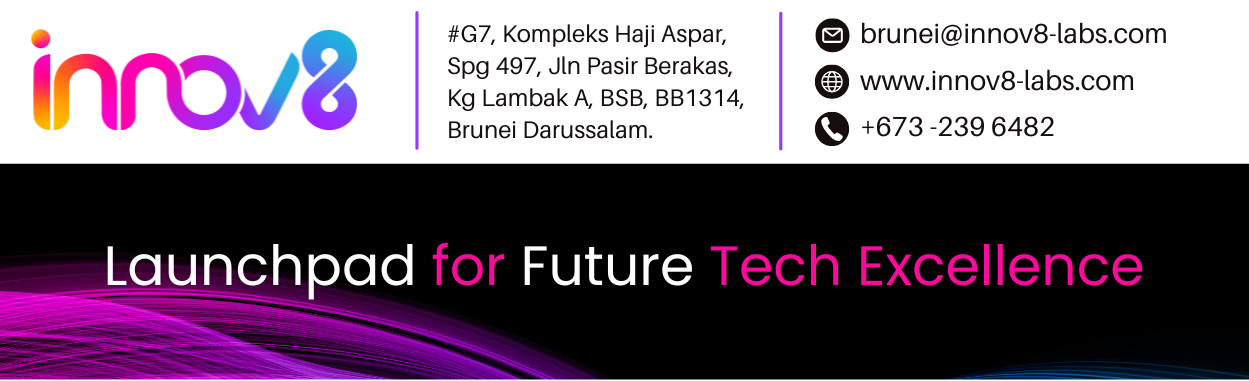 innov8
#G7, Kompleks Haji Aspar,
Spg 497, Jln Pasir Berakas,
Kg Lambak A, BSB, BB1314,
Brunei Darussalam.
brunei@innov8-labs.com
www.innov8-labs.com
+673 -239 6482
Launchpad for Future Tech Excellence